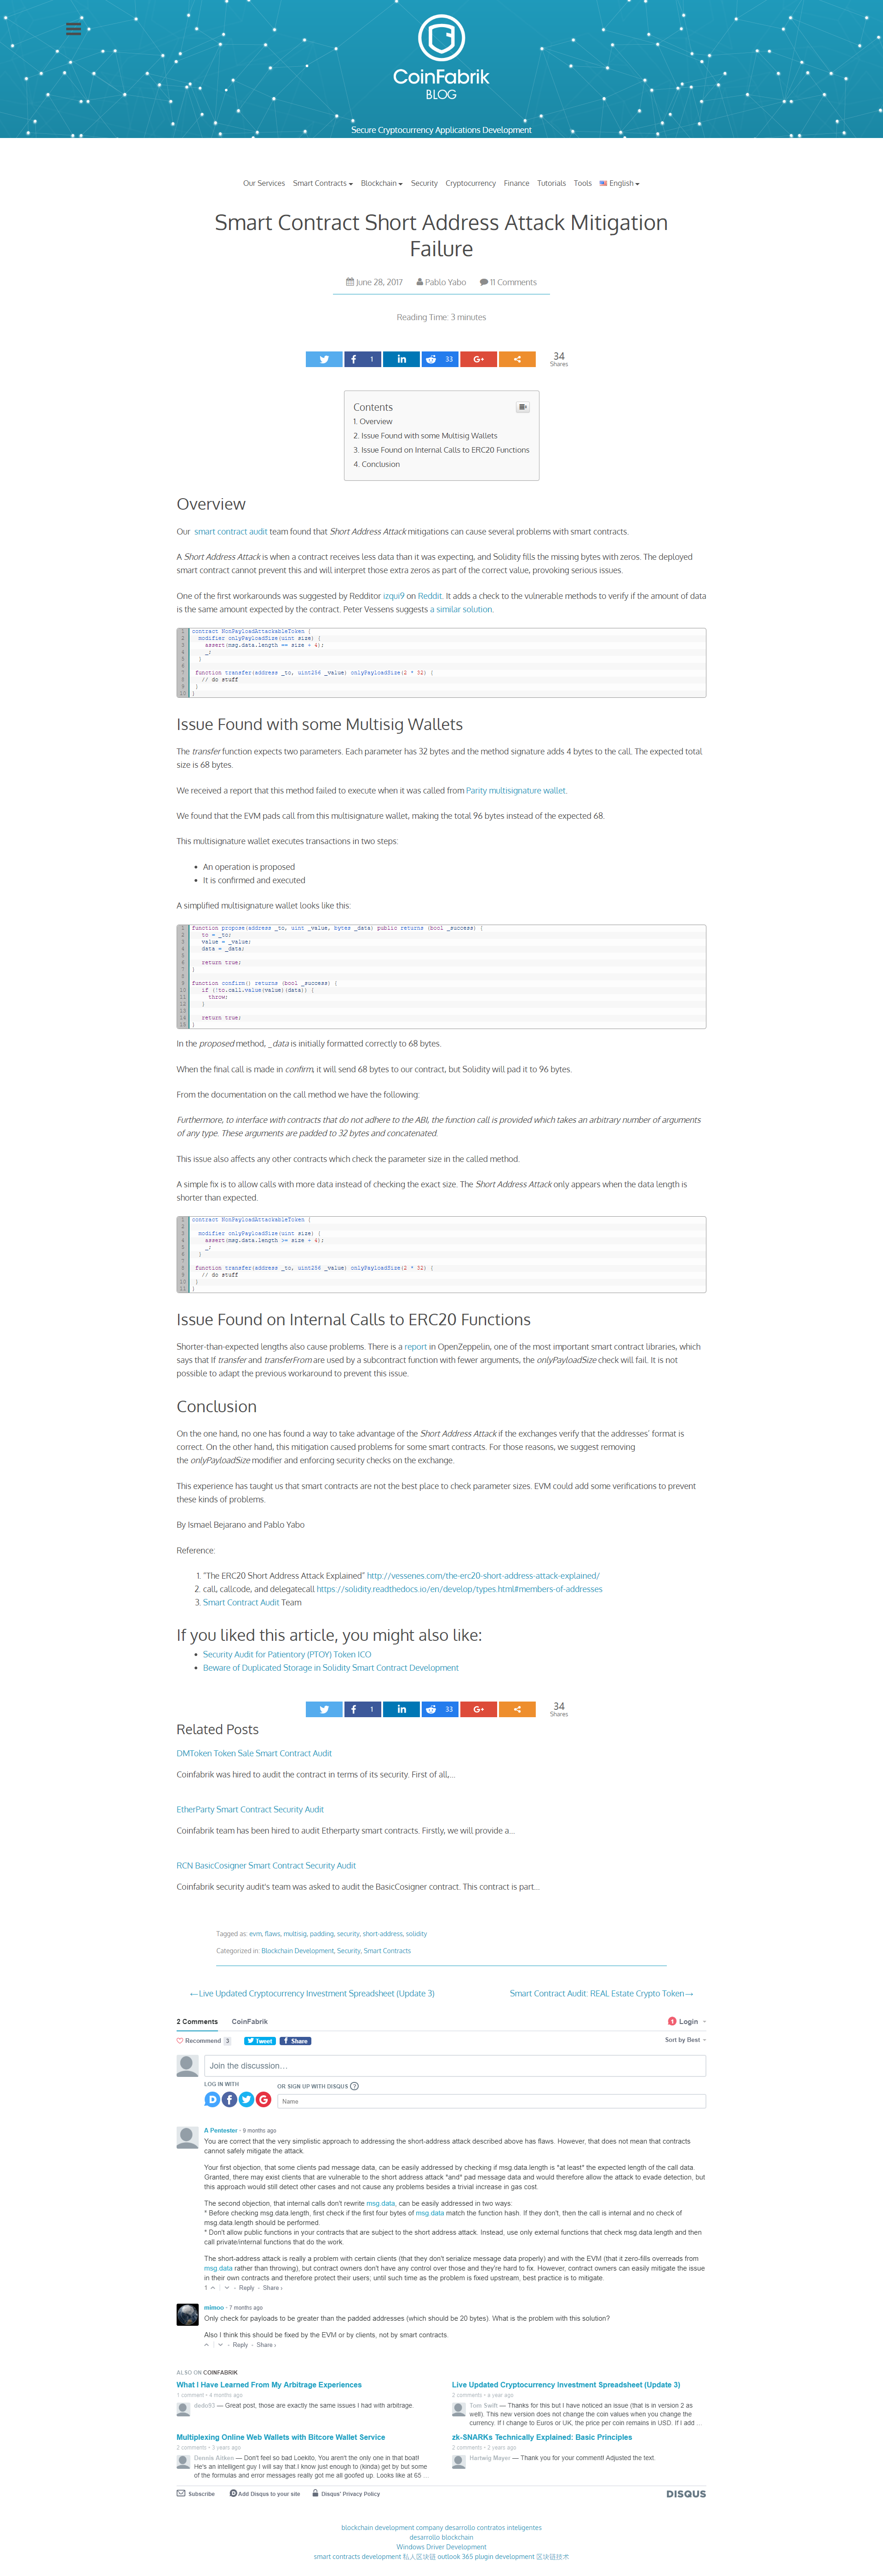 CoinFabrik
BLOG
Secure Cryptocurrency Applications Development
Our Services Smart Contracts Blockchain Security Cryptocurrency Finance Tutorials Tools English
Smart Contract Short Address Attack Mitigation
Failure
June 28, 2017 Pablo Yabo 11 Comments
Reading Time: 3 minutes
1 33 G+ 34
Shares
Contents
1. Overview
2. Issue Found with some Multisig Wallets
3. Issue Found on Internal Calls to ERC20 Functions
4. Conclusion
Overview
Our smart contract audit team found that Short Address Attack mitigations can cause several problems with smart contracts.
A Short Address Attack is when a contract receives less data than it was expecting, and Solidity fills the missing bytes with zeros. The deployed
smart contract cannot prevent this and will interpret those extra zeros as part of the correct value, provoking serious issues.
One of the first workarounds was suggested by Redditor izqui9 on Reddit. It adds a check to the vulnerable methods to verify if the amount of data
is the same amount expected by the contract. Peter Vessens suggests a similar solution.
1 contract NonPayloadAttackableToken {
2 modifier onlyPayloadSize(uint size) {
3 assert(msg.data.length == size + 4);
4 _;
5 }
6
7 function transfer(address _to, uint256 _value) onlyPayloadSize(2 * 32) {
8 // do stuff
9 }
10 }
Issue Found with some Multisig Wallets
The transfer function expects two parameters. Each parameter has 32 bytes and the method signature adds 4 bytes to the call. The expected total
size is 68 bytes.
We received a report that this method failed to execute when it was called from Parity multisignature wallet.
We found that the EVM pads call from this multisignature wallet, making the total 96 bytes instead of the expected 68.
This multisignature wallet executes transactions in two steps:
• An operation is proposed
• It is confirmed and executed
A simplified multisignature wallet looks like this:
1 function propose(address _to, uint _value, bytes _data) public returns (bool _success) {
2 to = _to;
3 value = _value;
4 data = _data;
5
6 return true;
7 }
8
9 function confirm() returns (bool _success) {
10 if (!to.call.value(value)(data)) {
11 throw;
12 }
13
14 return true;
15 }
In the proposed method, _data is initially formatted correctly to 68 bytes.
When the final call is made in confirm, it will send 68 bytes to our contract, but Solidity will pad it to 96 bytes.
From the documentation on the call method we have the following:
Furthermore, to interface with contracts that do not adhere to the ABI, the function call is provided which takes an arbitrary number of arguments
of any type. These arguments are padded to 32 bytes and concatenated.
This issue also affects any other contracts which check the parameter size in the called method.
A simple fix is to allow calls with more data instead of checking the exact size. The Short Address Attack only appears when the data length is
shorter than expected.
1 contract NonPayloadAttackableToken {
2
3 modifier onlyPayloadSize(uint size) {
4 assert(msg.data.length >= size + 4);
5 _;
6 }
7
8 function transfer(address _to, uint256 _value) onlyPayloadSize(2 * 32) {
9 // do stuff
10 }
11 }
Issue Found on Internal Calls to ERC20 Functions
Shorter-than-expected lengths also cause problems. There is a report in OpenZeppelin, one of the most important smart contract libraries, which
says that If transfer and transferFrom are used by a subcontract function with fewer arguments, the onlyPayloadSize check will fail. It is not
possible to adapt the previous workaround to prevent this issue.
Conclusion
On the one hand, no one has found a way to take advantage of the Short Address Attack if the exchanges verify that the addresses' format is
correct. On the other hand, this mitigation caused problems for some smart contracts. For those reasons, we suggest removing
the onlyPayloadSize modifier and enforcing security checks on the exchange.
This experience has taught us that smart contracts are not the best place to check parameter sizes. EVM could add some verifications to prevent
these kinds of problems.
By Ismael Bejarano and Pablo Yabo
Reference:
1. "The ERC20 Short Address Attack Explained" http://vessenes.com/the-erc20-short-address-attack-explained/
2. call, callcode, and delegatecall https://solidity.readthedocs.io/en/develop/types.html#members-of-addresses
3. Smart Contract Audit Team
If you liked this article, you might also like:
• Security Audit for Patientory (PTOY) Token ICO
• Beware of Duplicated Storage in Solidity Smart Contract Development
1 33 G+ 34
Shares
Related Posts
DMToken Token Sale Smart Contract Audit
Coinfabrik was hired to audit the contract in terms of its security. First of all,...
EtherParty Smart Contract Security Audit
Coinfabrik team has been hired to audit Etherparty smart contracts. Firstly, we will provide a...
RCN BasicCosigner Smart Contract Security Audit
Coinfabrik security audit's team was asked to audit the BasicCosigner contract. This contract is part...
Tagged as: evm, flaws, multisig, padding, security, short-address, solidity
Categorized in: Blockchain Development, Security, Smart Contracts
←Live Updated Cryptocurrency Investment Spreadsheet (Update 3) Smart Contract Audit: REAL Estate Crypto Token→
2 Comments CoinFabrik 1 Login
Recommend 3 Tweet Share Sort by Best
Join the discussion…
LOG IN WITH OR SIGN UP WITH DISQUS ?
D f G Name
A Pentester • 9 months ago
You are correct that the very simplistic approach to addressing the short-attack described above has flaws. However, that does not mean that contracts
cannot safely mitigate the attack.
Your first objection, that some clients pad message data, can be easily addressed by checking if msg.data.length is *at least* the expected length of the call data.
Granted, there may exist clients that are vulnerable to the short address attack *and* pad message data and would therefore allow the attack to evade detection, but
this approach would still detect other cases and not cause any problems besides a trivial increase in gas cost.
The second objection, that internal calls don't rewrite msg.data, can be easily addressed in two ways:
* Before checking msg.data.length, first check if the first four bytes of msg.data match the function hash. If they don't, then the call is internal and no check of
msg.data.length should be performed.
* Don't allow public functions in your contracts that are subject to the short address attack. Instead, use only external functions that check msg.data.length and then
call private/internal functions that do the work.
The short-address attack is really a problem with certain clients (that they don't serialize message data properly) and with the EVM (that it zero-fills overreads from
msg.data rather than throwing), but contract owners don't have any control over those and they're hard to fix. However, contract owners can easily mitigate the issue
in their own contracts and therefore protect their users; until such time as the problem is fixed upstream, best practice is to mitigate.
1 • Reply • Share ›
mimoo • 7 months ago
Only check for payloads to be greater than the padded addresses (which should be 20 bytes). What is the problem with this solution?
Also I think this should be fixed by the EVM or by clients, not by smart contracts.
• Reply • Share ›
ALSO ON COINFABRIK
What I Have Learned From My Arbitrage Experiences
1 comment • 4 months ago
dedo93 — Great post, those are exactly the same issues I had with arbitrage.
Live Updated Cryptocurrency Investment Spreadsheet (Update 3)
2 comments • a year ago
Tom Swift — Thanks for this but I have noticed an issue (that is in version 2 as
well). This new version does not change the coin values when you change the
currency. If I change to Euros or UK, the price per coin remains in USD. If I add …
Multiplexing Online Web Wallets with Bitcore Wallet Service
2 comments • 3 years ago
Dennis Aitken — Don't feel so bad Loekito, You aren't the only one in that boat!
He's an intelligent guy I will say that.I know just enough to (kinda) get by but some
of the formulas and error messages really got me all goofed up. Looks like at 65 …
zk-SNARKs Technically Explained: Basic Principles
2 comments • 2 years ago
Hartwig Mayer — Thank you for your comment! Adjusted the text.
Subscribe Add Disqus to your site Disqus' Privacy Policy DISQUS
blockchain development company desarrollo contratos inteligentes
desarrollo blockchain
Windows Driver Development
smart contracts development 私人区块链 outlook 365 plugin development 区块链技术